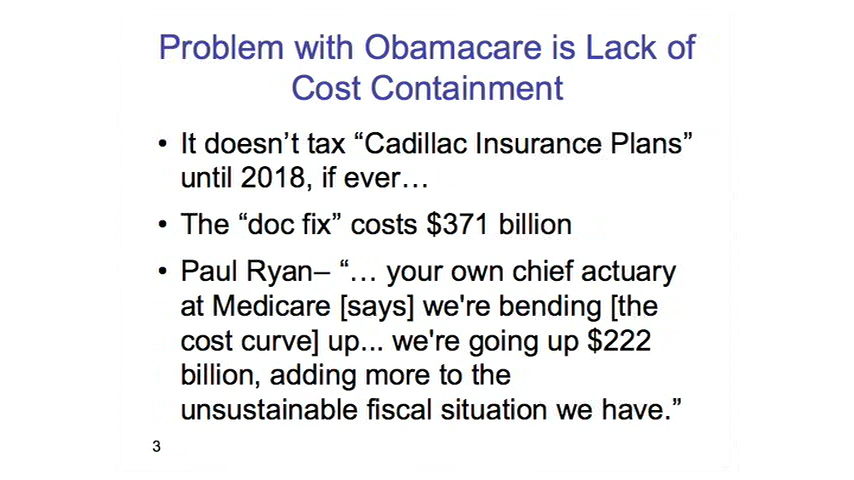 Problem with Obamacare is Lack of
Cost Containment
• It doesn’t tax “Cadillac Insurance Plans”
until 2018, if ever…
• The “doc fix” costs $371 billion
• Paul Ryan– “… your own chief actuary
at Medicare [says] we're bending [the
cost curve] up... we're going up $222
billion, adding more to the
unsustainable fiscal situation we have.”
3